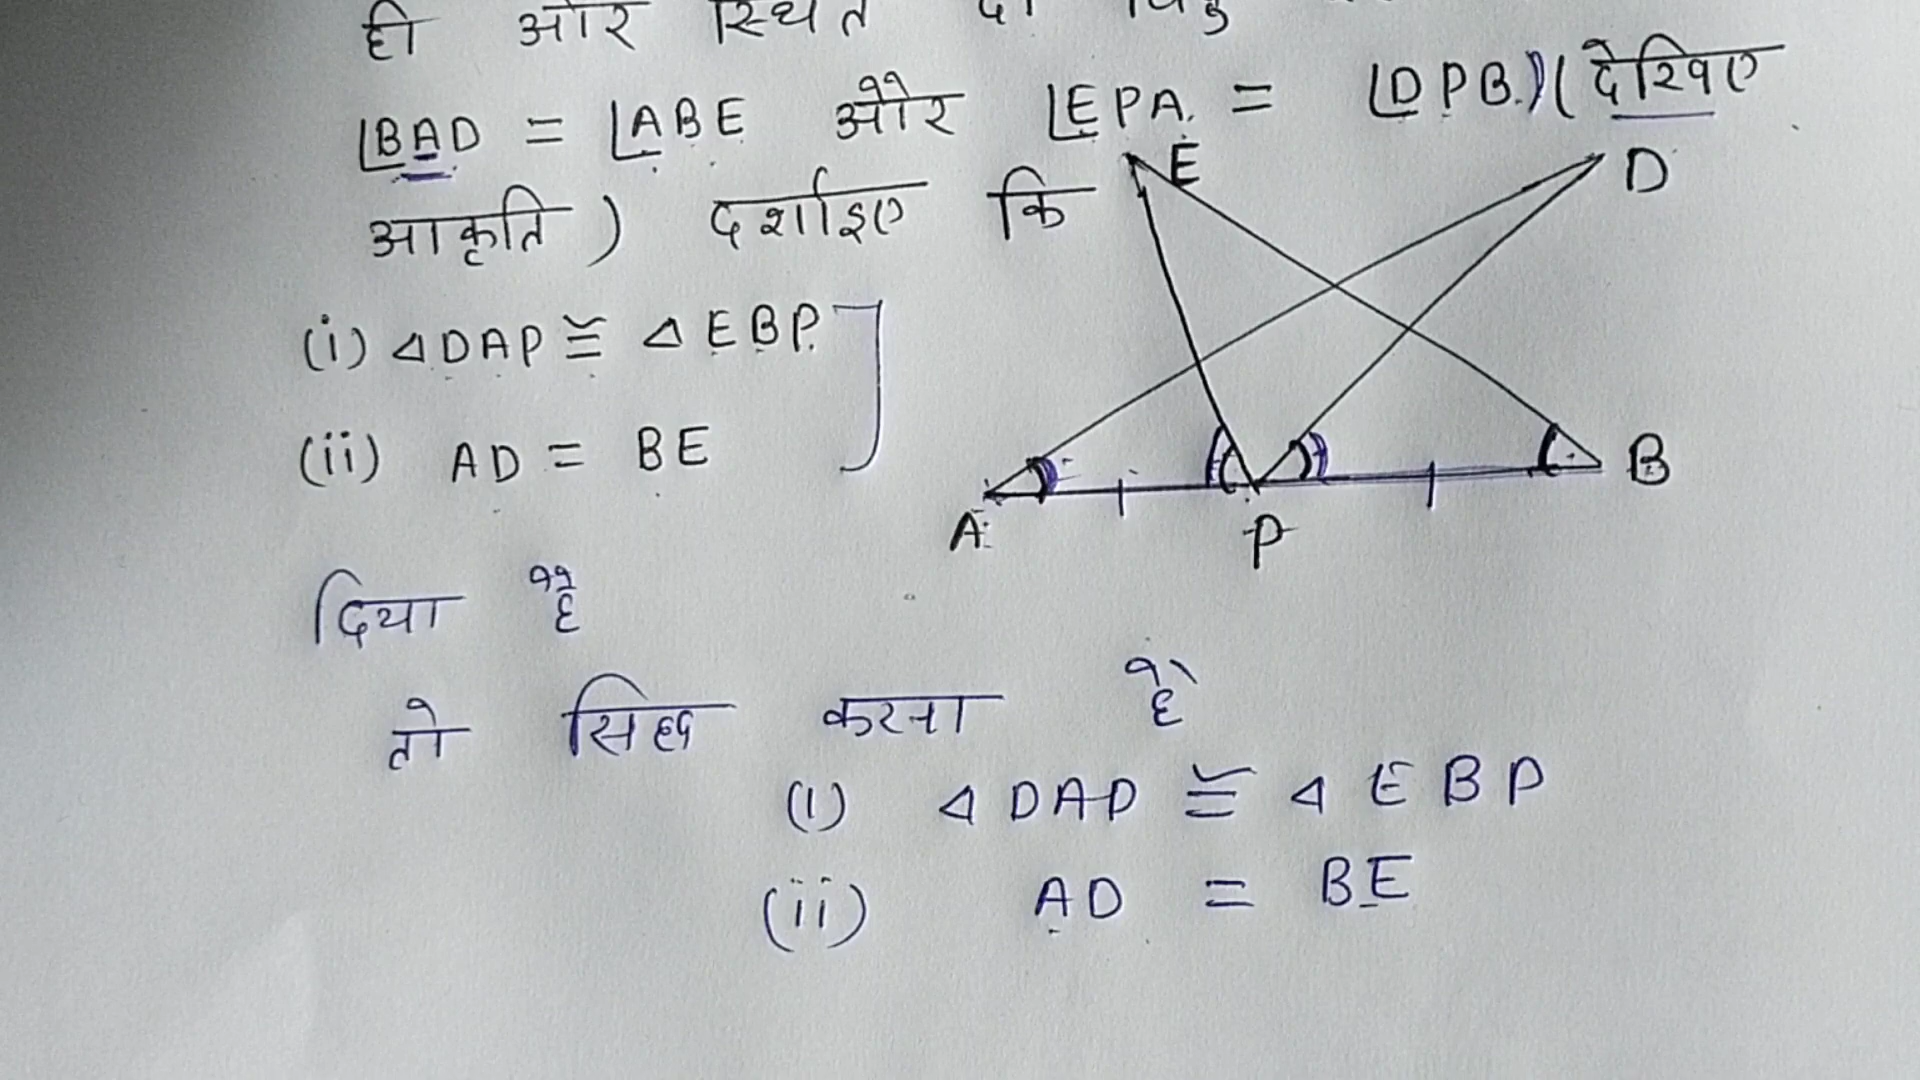 ही और स्थित दो बिंदु
∠BAD = ∠ABE और ∠EPA. = ∠DPB.)(देखिए
आकृति) दर्शाइए कि
E
D
(i) △DAP ≅ △EBP.
(ii) AD = BE
A
P
B
दिया है
तो सिद्ध करना है
(i) △DAP ≅ △EBP
(ii) AD = BE